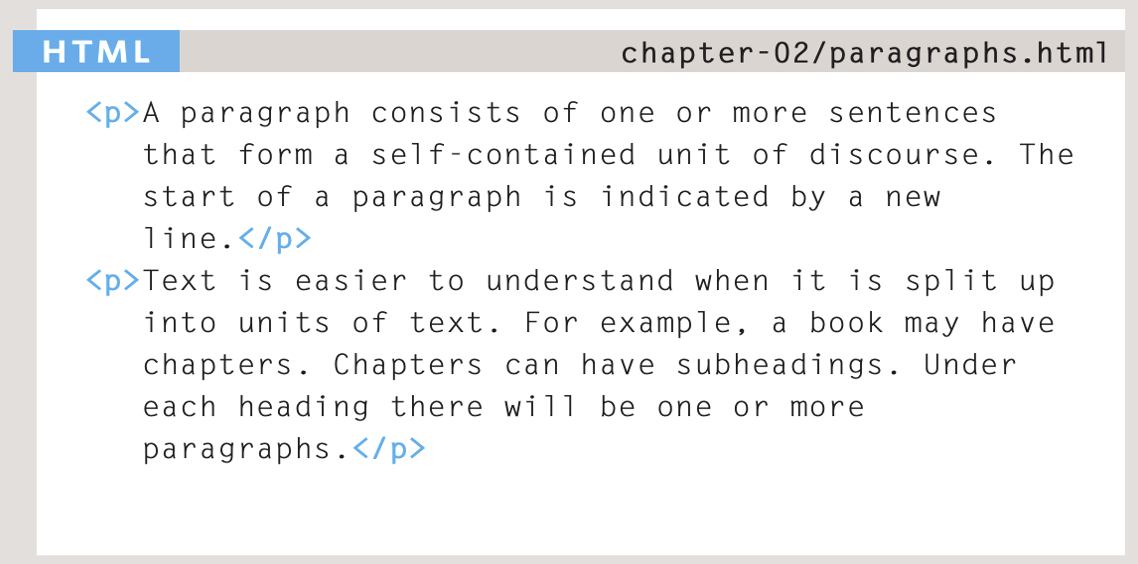 HTML chapter-02/paragraphs.html
<p>A paragraph consists of one or more sentences
that form a self-contained unit of discourse. The
start of a paragraph is indicated by a new
line.</p>
<p>Text is easier to understand when it is split up
into units of text. For example, a book may have
chapters. Chapters can have subheadings. Under
each heading there will be one or more
paragraphs.</p>